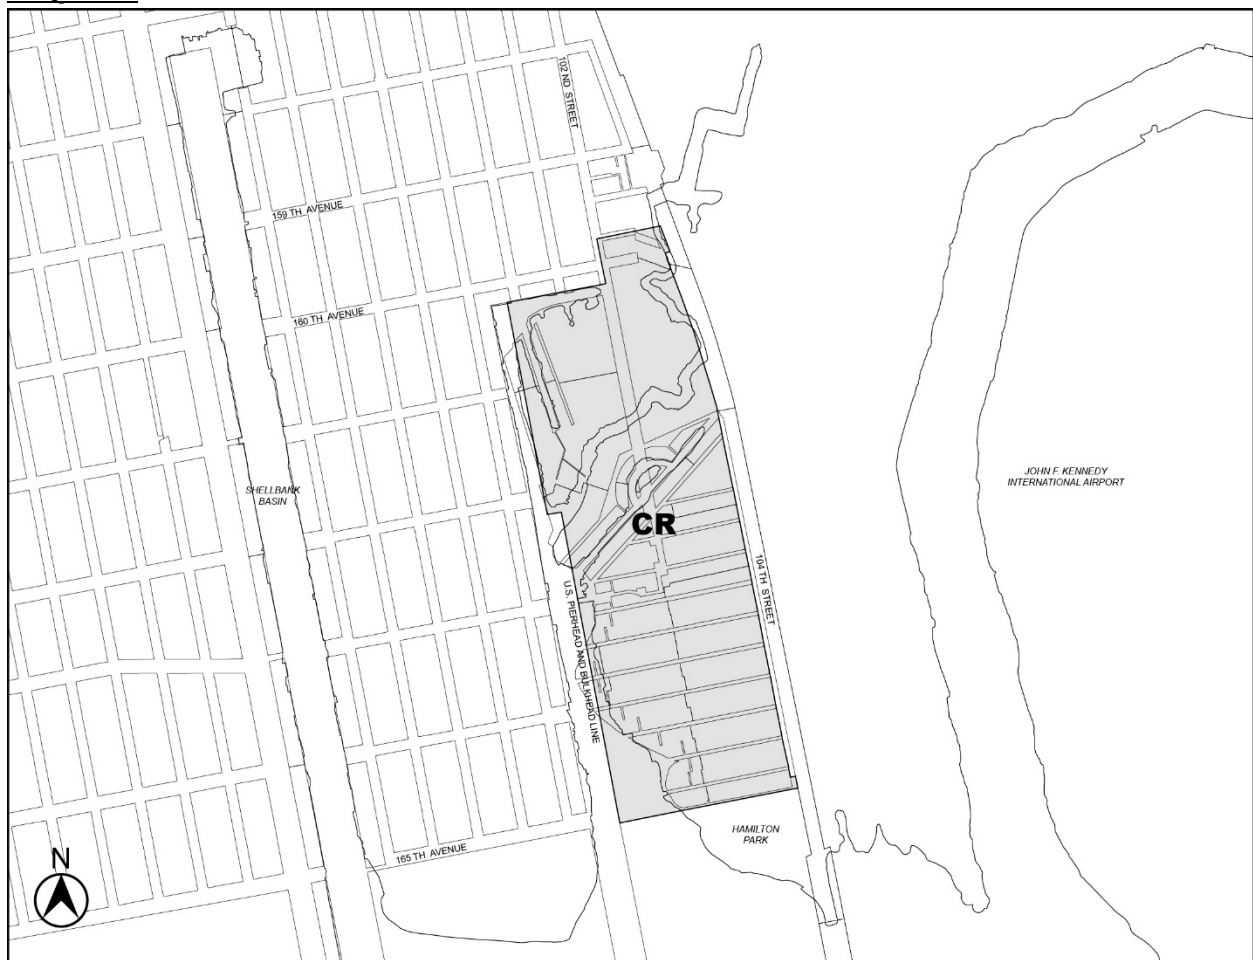 102 ND STREET
159 TH AVENUE
160 TH AVENUE
SHELLBANK
BASIN
JOHN F. KENNEDY
INTERNATIONAL AIRPORT
CR
104 TH STREET
U.S. PIERHEAD AND BULKHEAD LINE
HAMILTON
PARK
165 TH AVENUE
N